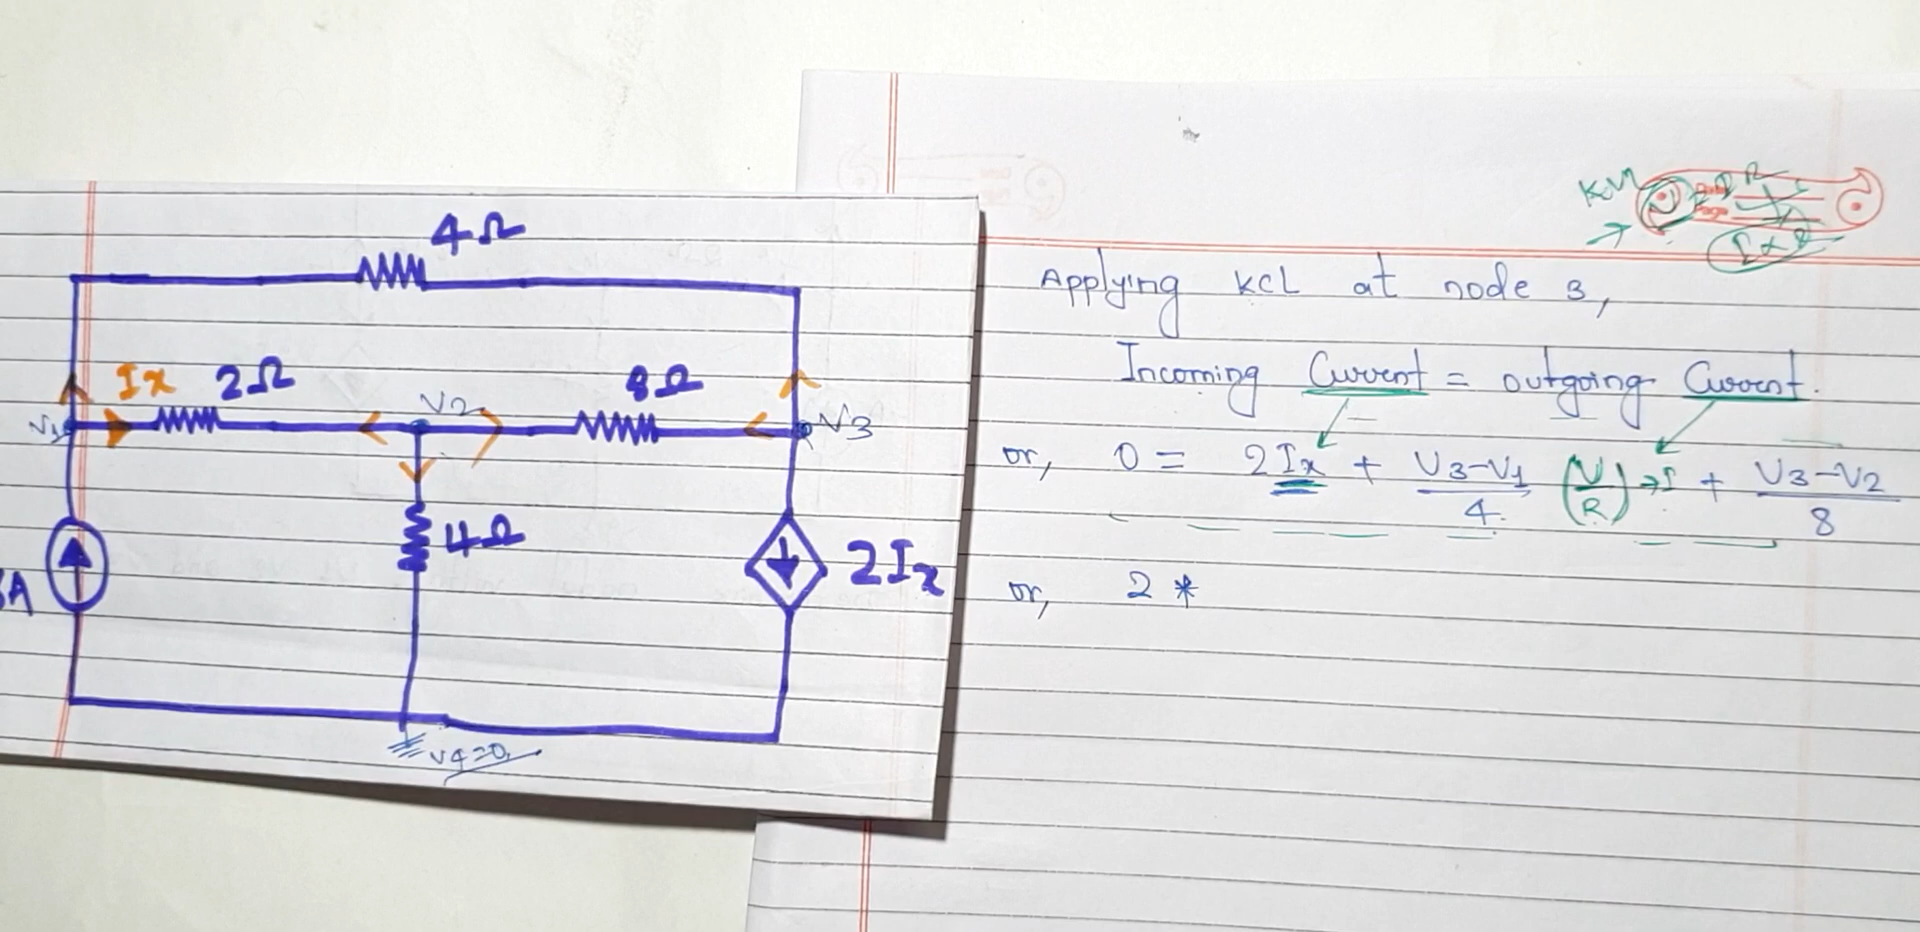 4Ω
Ix 2Ω 8Ω
V1 V2 V3
4Ω
A 2Ix
V4=0
Applying KCL at node 3,
Incoming Current = outgoing Current.
or, 0 = 2Ix + V3-V1/4 (V/R)→I + V3-V2/8
or, 2 *